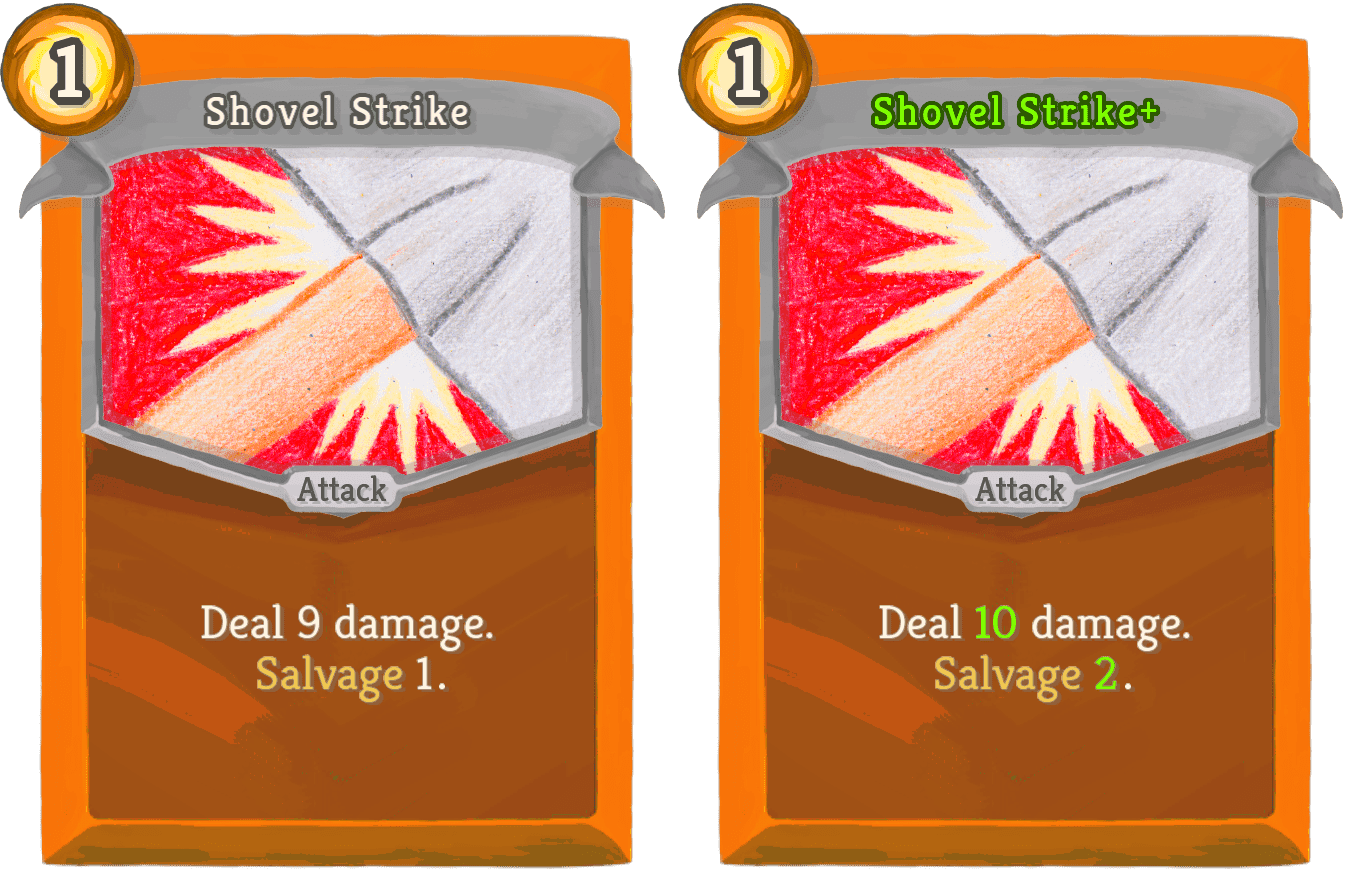 1
Shovel Strike
Attack
Deal 9 damage.
Salvage 1.
1
Shovel Strike+
Attack
Deal 10 damage.
Salvage 2.